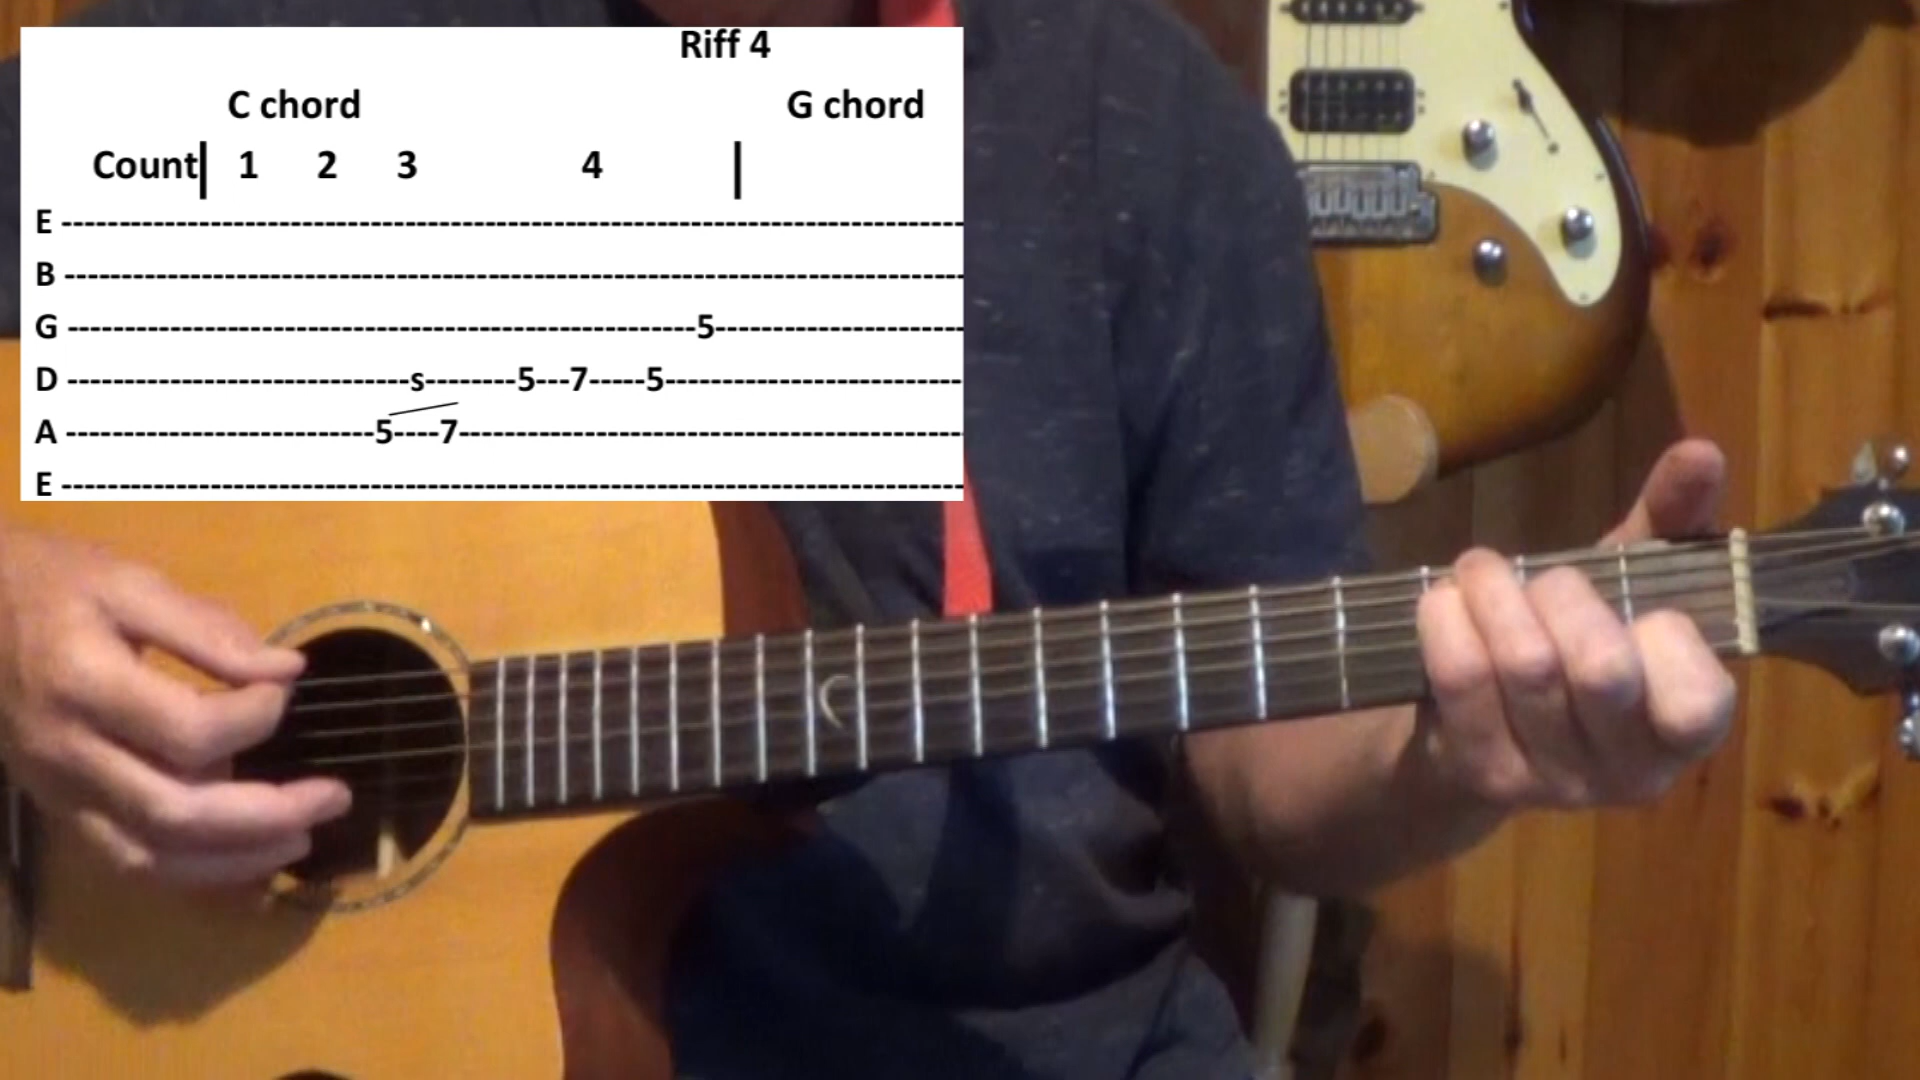 Riff 4
C chord G chord
Count| 1 2 3 4 |
E -----------------------------------------------------------------------------------
B -----------------------------------------------------------------------------------
G ----------------------------------------------------------5-----------------------
D --------------------------------s--------5---7-----5---------------------------
A -----------------------------5----7----------------------------------------------
E -----------------------------------------------------------------------------------